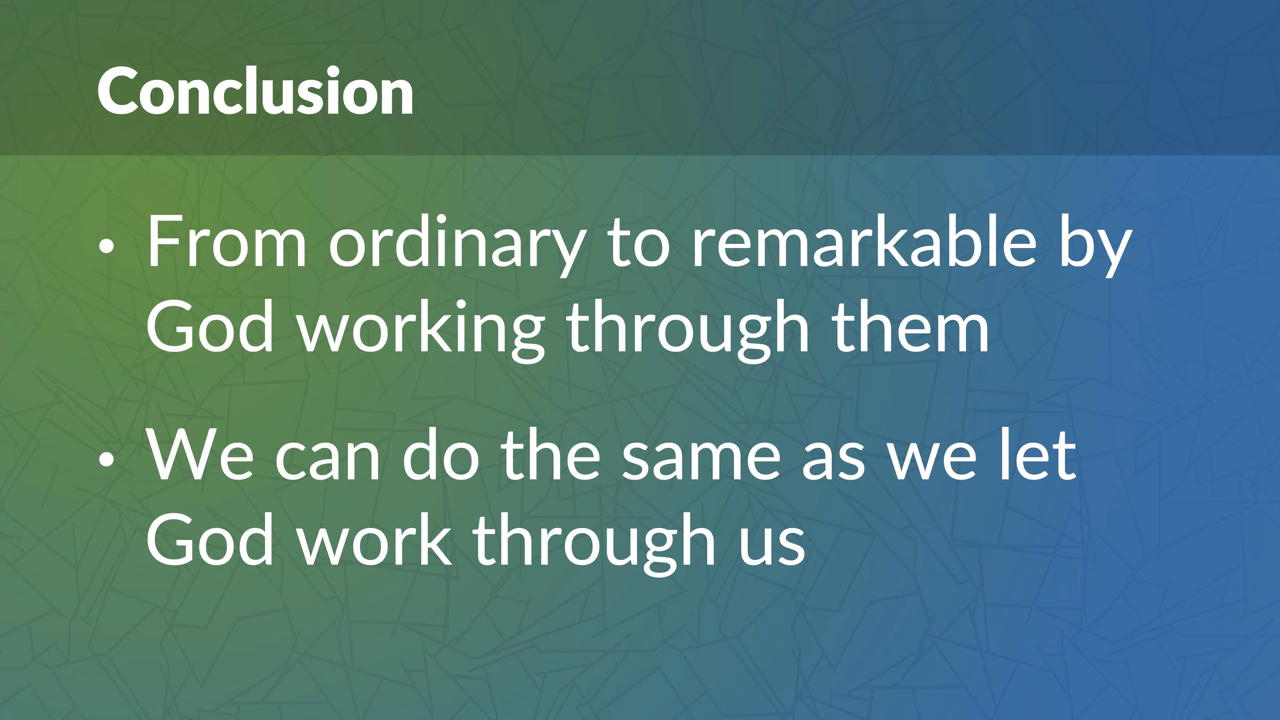 Conclusion
• From ordinary to remarkable by
God working through them
• We can do the same as we let
God work through us